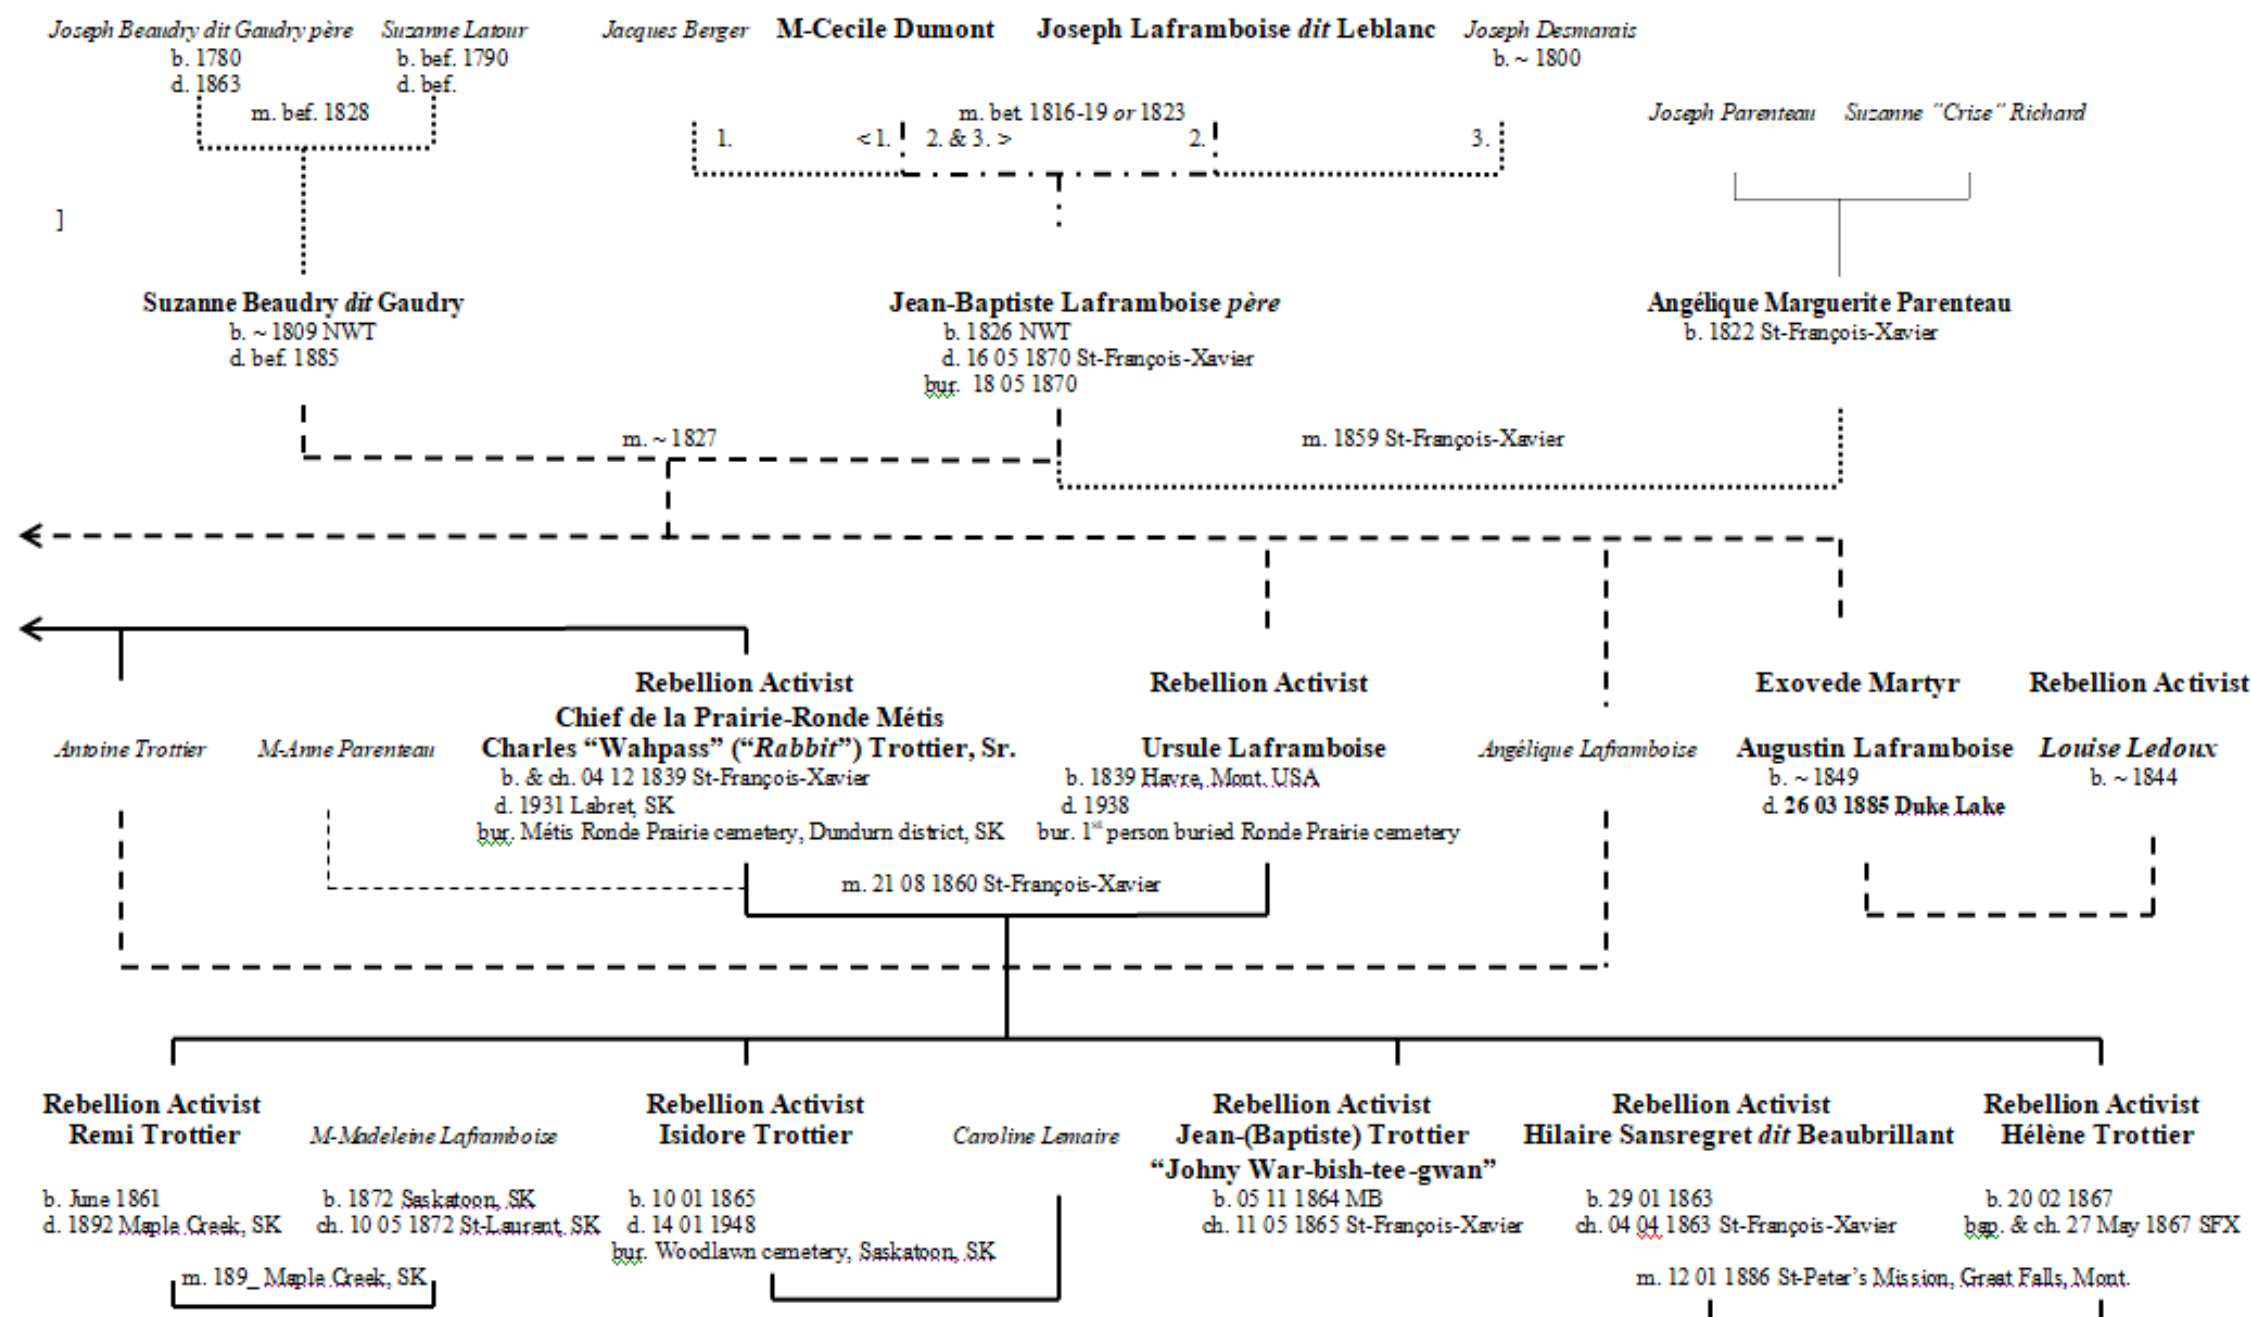 Joseph Beaudry dit Gaudry père Suzanne Latour Jacques Berger M-Cecile Dumont Joseph Laframboise dit Leblanc Joseph Desmarais
b. 1780 b. bef. 1790 b. ~ 1800
d. 1863 d. bef.
m. bef. 1828 m. bet. 1816-19 or 1823 Joseph Parenteau Suzanne "Crise" Richard
1. < 1. 2. & 3. > 2. 3.
]
Suzanne Beaudry dit Gaudry Jean-Baptiste Laframboise père Angélique Marguerite Parenteau
b. ~ 1809 NWT b. 1826 NWT b. 1822 St-François-Xavier
d. bef. 1885 d. 16 05 1870 St-François-Xavier
bur. 18 05 1870
m. ~ 1827 m. 1859 St-François-Xavier
Rebellion Activist Rebellion Activist Exovede Martyr Rebellion Activist
Chief de la Prairie-Ronde Métis
Antoine Trottier M-Anne Parenteau Charles “Wahpass” (“Rabbit”) Trottier, Sr. Ursule Laframboise Angélique Laframboise Augustin Laframboise Louise Ledoux
b. & ch. 04 12 1839 St-François-Xavier b. 1839 Havre, Mont. USA b. ~ 1849 b. ~ 1844
d. 1931 Labret, SK d. 1938 d. 26 03 1885 Duke Lake
bur. Métis Ronde Prairie cemetery, Dundurn district, SK bur. 1st person buried Ronde Prairie cemetery
m. 21 08 1860 St-François-Xavier
Rebellion Activist Rebellion Activist Rebellion Activist Rebellion Activist Rebellion Activist
Remi Trottier M-Madeleine Laframboise Isidore Trottier Caroline Lemaire Jean-(Baptiste) Trottier Hilaire Sansregret dit Beaubrillant Hélène Trottier
“Johny War-bish-tee-gwan”
b. June 1861 b. 1872 Saskatoon, SK b. 10 01 1865 b. 05 11 1864 MB b. 29 01 1863 b. 20 02 1867
d. 1892 Maple Creek, SK ch. 10 05 1872 St-Laurent, SK d. 14 01 1948 ch. 11 05 1865 St-François-Xavier ch. 04 04 1863 St-François-Xavier bap. & ch. 27 May 1867 SFX
bur. Woodlawn cemetery, Saskatoon, SK
m. 189_ Maple Creek, SK m. 12 01 1886 St-Peter’s Mission, Great Falls, Mont.